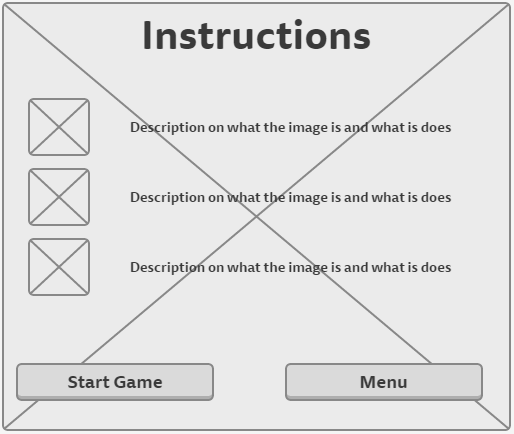 Instructions
Description on what the image is and what is does
Description on what the image is and what is does
Description on what the image is and what is does
Start Game
Menu